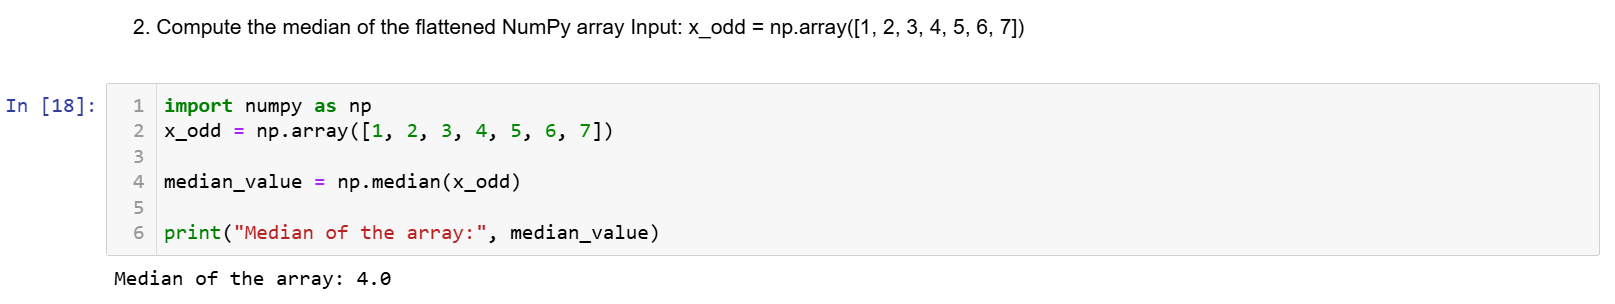 2. Compute the median of the flattened NumPy array Input: x_odd = np.array([1, 2, 3, 4, 5, 6, 7])
In [18]:
1 import numpy as np
2 x_odd = np.array([1, 2, 3, 4, 5, 6, 7])
3
4 median_value = np.median(x_odd)
5
6 print("Median of the array:", median_value)
Median of the array: 4.0